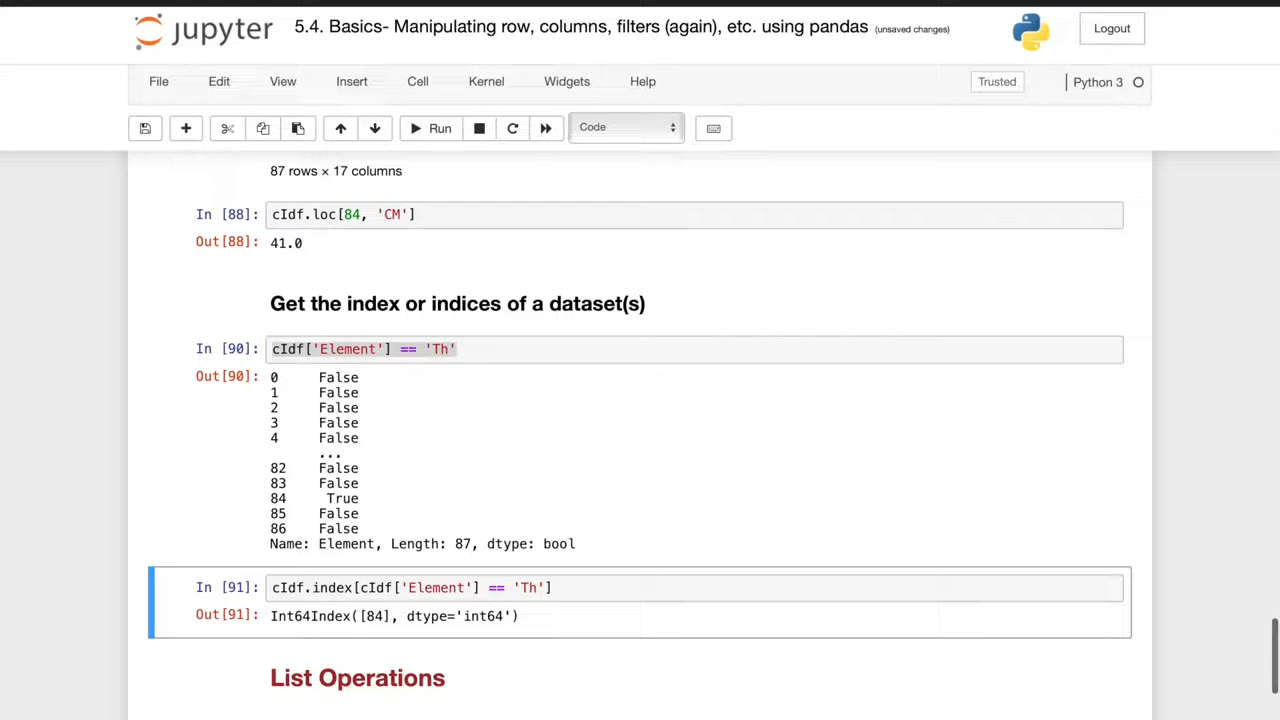 jupyter 5.4. Basics- Manipulating row, columns, filters (again), etc. using pandas (unsaved changes) Logout
File Edit View Insert Cell Kernel Widgets Help Trusted Python 3
Run Code
87 rows × 17 columns
In [88]: cIdf.loc[84, 'CM']
Out[88]: 41.0
Get the index or indices of a dataset(s)
In [90]: cIdf['Element'] == 'Th'
Out[90]: 0 False
1 False
2 False
3 False
4 False
...
82 False
83 False
84 True
85 False
86 False
Name: Element, Length: 87, dtype: bool
In [91]: cIdf.index[cIdf['Element'] == 'Th']
Out[91]: Int64Index([84], dtype='int64')
List Operations